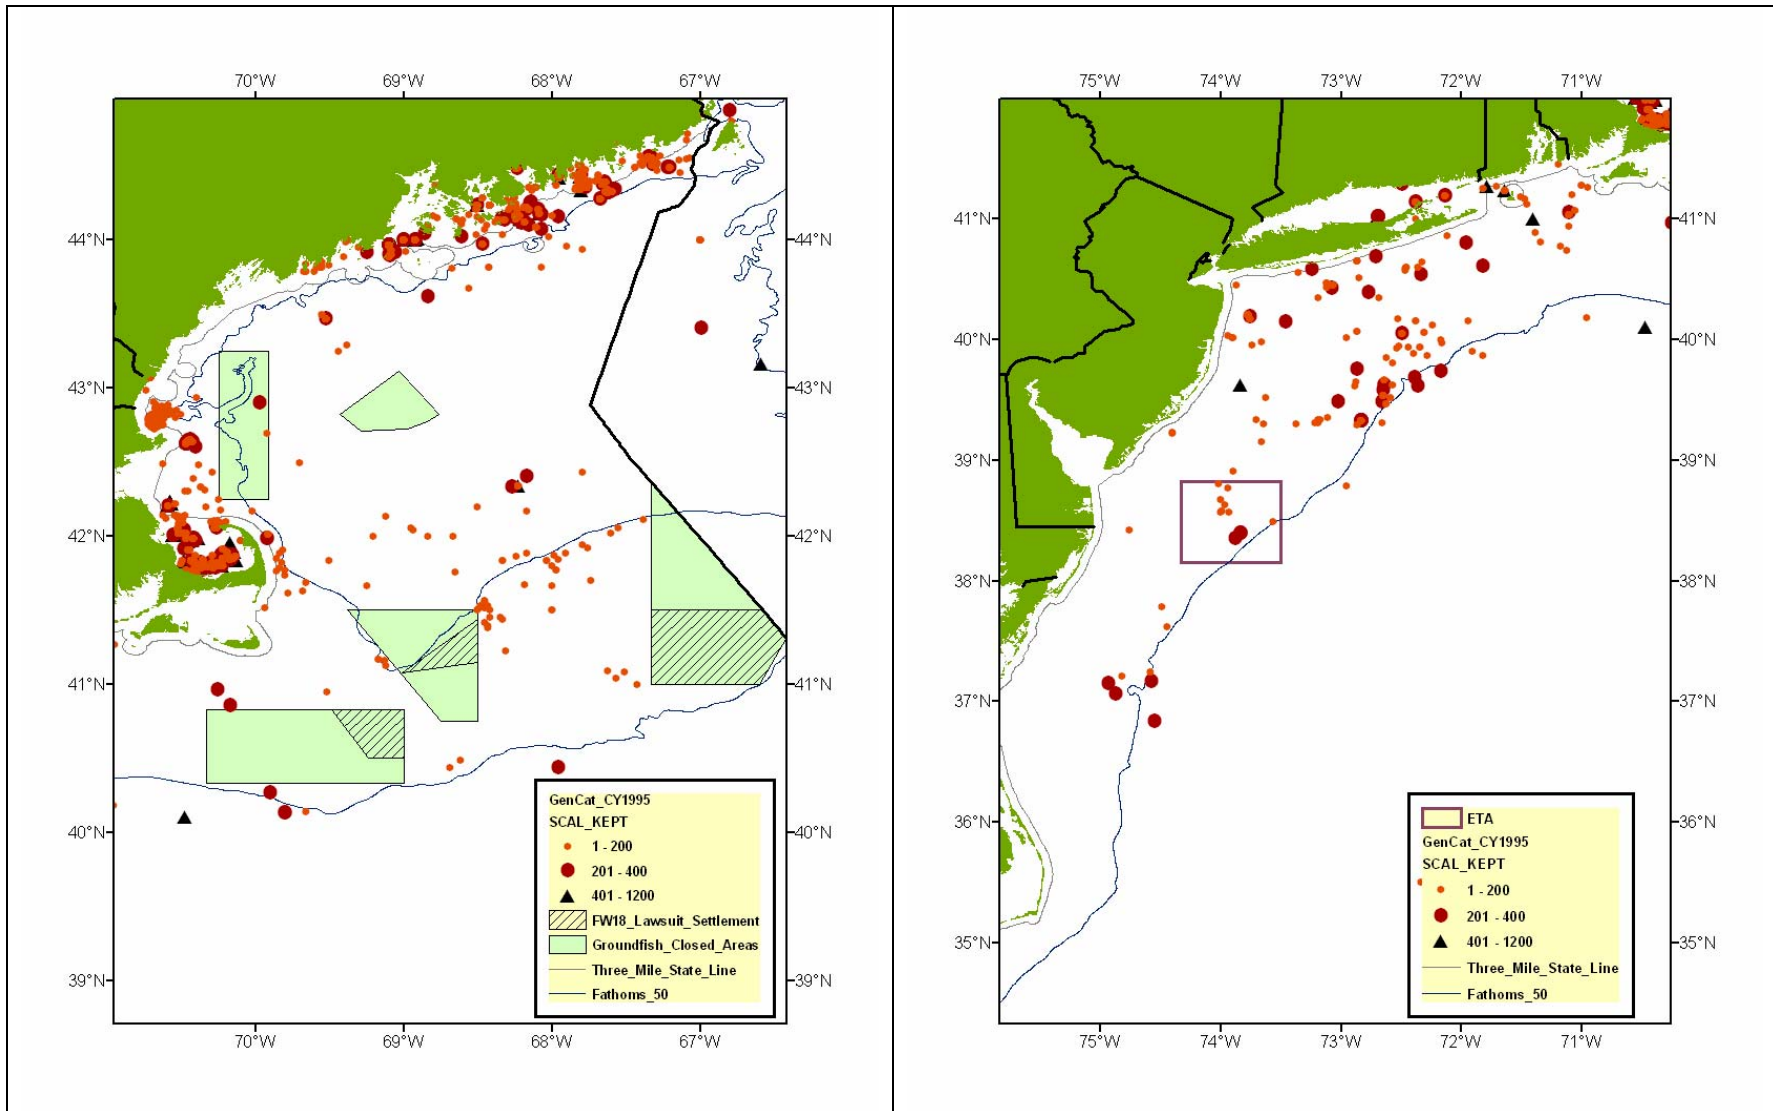 70°W 69°W 68°W 67°W
44°N 44°N
43°N 43°N
42°N 42°N
41°N 41°N
40°N 40°N
39°N 39°N
70°W 69°W 68°W 67°W
GenCat_CY1995
SCAL_KEPT
1 - 200
201 - 400
401 - 1200
FW18_Lawsuit_Settlement
Groundfish_Closed_Areas
Three_Mile_State_Line
Fathoms_50
75°W 74°W 73°W 72°W 71°W
41°N 41°N
40°N 40°N
39°N 39°N
38°N 38°N
37°N 37°N
36°N 36°N
35°N 35°N
75°W 74°W 73°W 72°W 71°W
ETA
GenCat_CY1995
SCAL_KEPT
1 - 200
201 - 400
401 - 1200
Three_Mile_State_Line
Fathoms_50